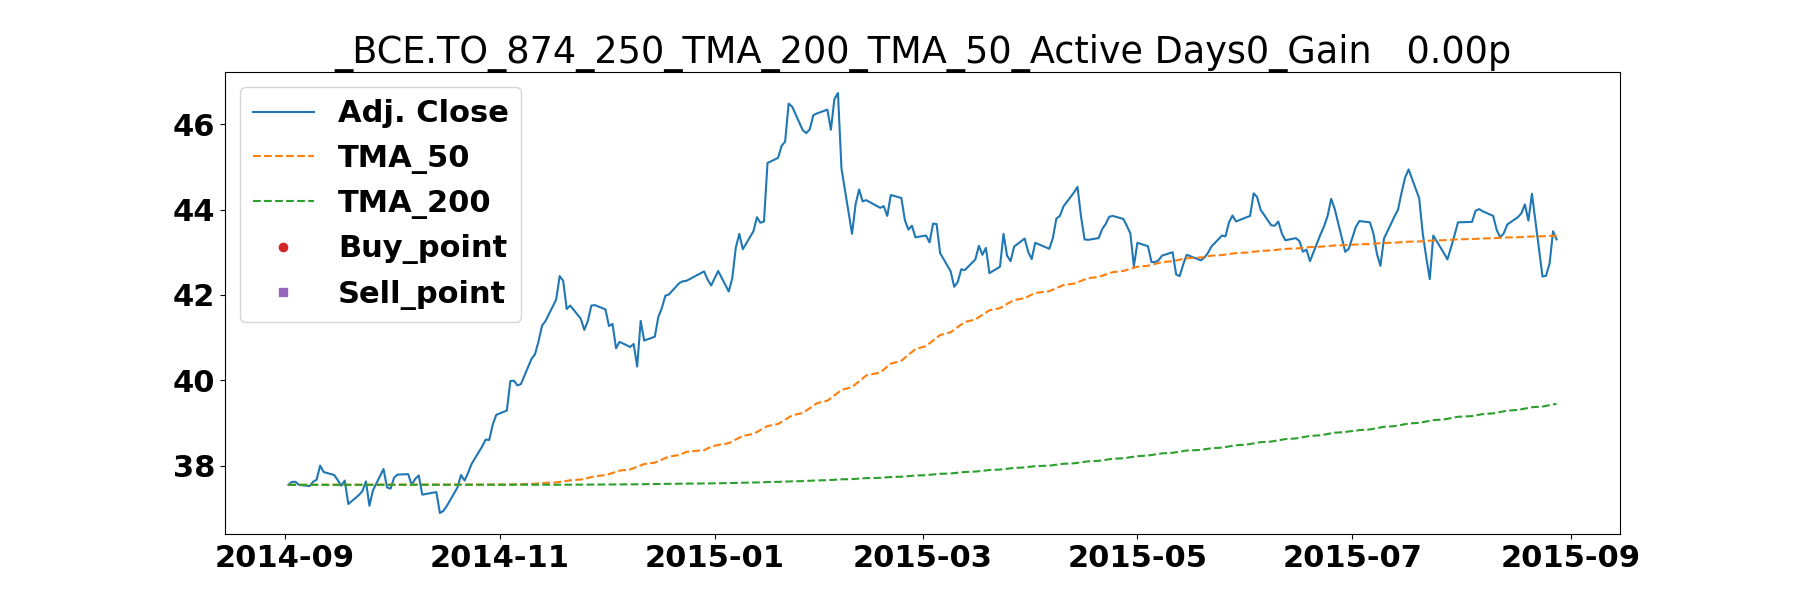 _BCE.TO_874_250_TMA_200_TMA_50_Active Days0_Gain   0.00p
Adj. Close
TMA_50
TMA_200
Buy_point
Sell_point
46
44
42
40
38
2014-09 2014-11 2015-01 2015-03 2015-05 2015-07 2015-09